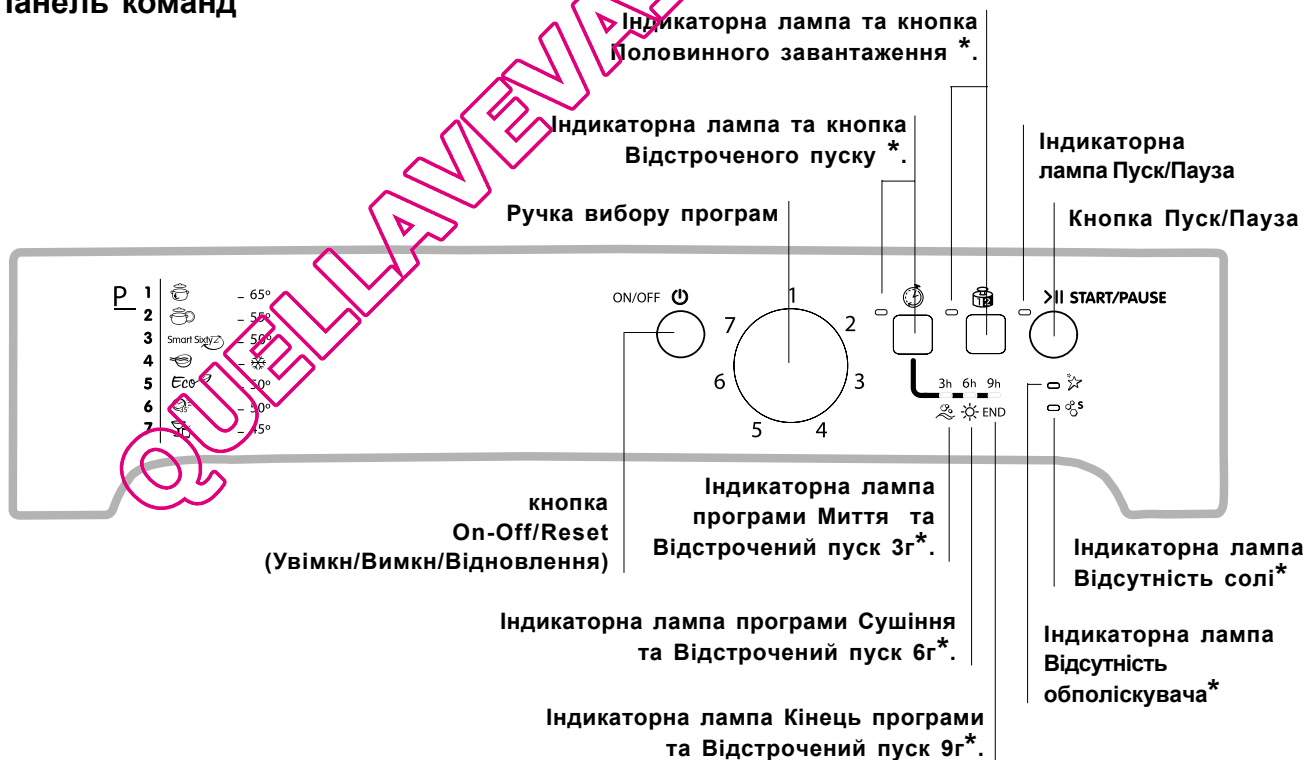 Панель команд
Індикаторна лампа та кнопка
Половинного завантаження *.
Індикаторна лампа та кнопка
Відстроченого пуску *.
Індикаторна
лампа Пуск/Пауза
Ручка вибору програм
Кнопка Пуск/Пауза
P
1 – 65°
2 – 55°
3 Smart Sixty – 50°
4 –
5 Eco – 50°
6 35' – 50°
7 – 45°
ON/OFF
1
2
3
4
5
6
7
1/2
START/PAUSE
3h 6h 9h
END
S
кнопка
On-Off/Reset
(Увімкн/Вимкн/Відновлення)
Індикаторна лампа
програми Миття та
Відстрочений пуск 3г*.
Індикаторна лампа програми Сушіння
та Відстрочений пуск 6г*.
Індикаторна лампа Кінець програми
та Відстрочений пуск 9г*.
Індикаторна лампа
Відсутність солі*
Індикаторна лампа
Відсутність
обполіскувача*
QUELLAVEVA